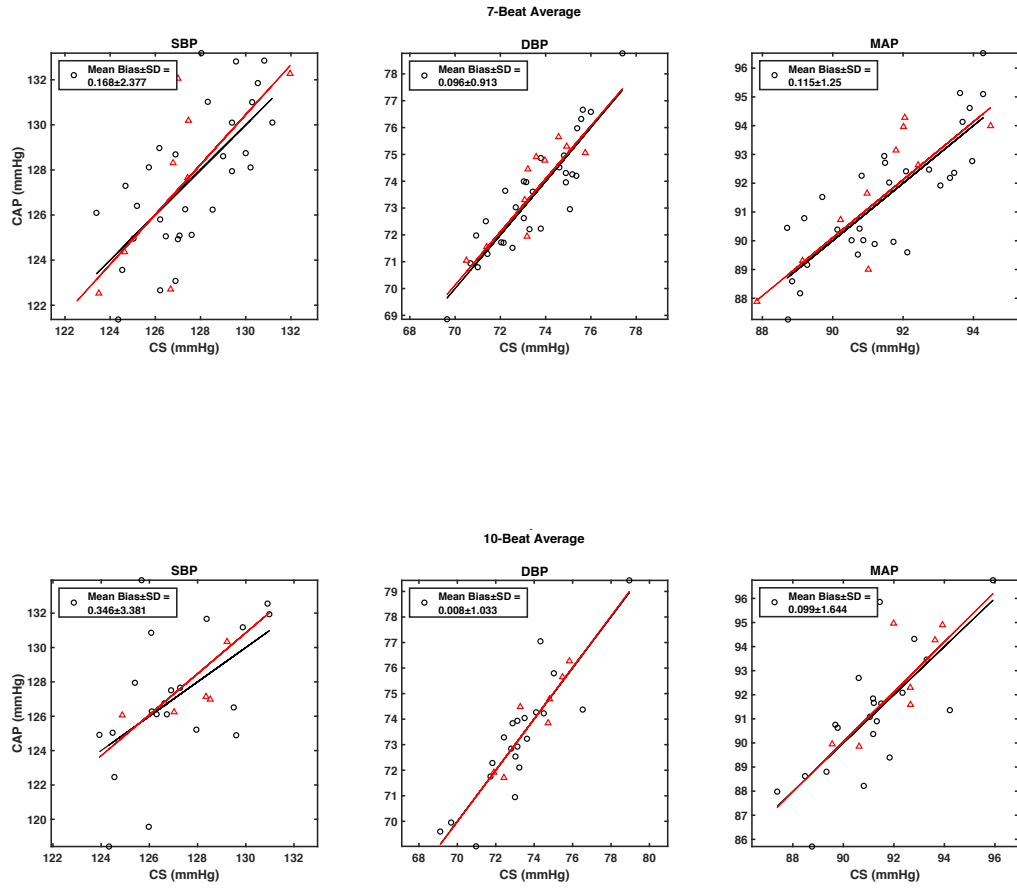 7-Beat Average
SBP
DBP
MAP
Mean Bias±SD =
0.168±2.377
Mean Bias±SD =
0.096±0.913
Mean Bias±SD =
0.115±1.25
CAP (mmHg)
132
130
128
126
124
122
78
77
76
75
74
73
72
71
70
69
96
95
94
93
92
91
90
89
88
122 124 126 128 130 132
68 70 72 74 76 78
88 90 92 94
CS (mmHg)
CS (mmHg)
CS (mmHg)
10-Beat Average
SBP
DBP
MAP
Mean Bias±SD =
0.346±3.381
Mean Bias±SD =
0.008±1.033
Mean Bias±SD =
0.099±1.644
CAP (mmHg)
132
130
128
126
124
122
120
79
78
77
76
75
74
73
72
71
70
96
95
94
93
92
91
90
89
88
87
86
122 124 126 128 130 132
68 70 72 74 76 78 80
88 90 92 94 96
CS (mmHg)
CS (mmHg)
CS (mmHg)